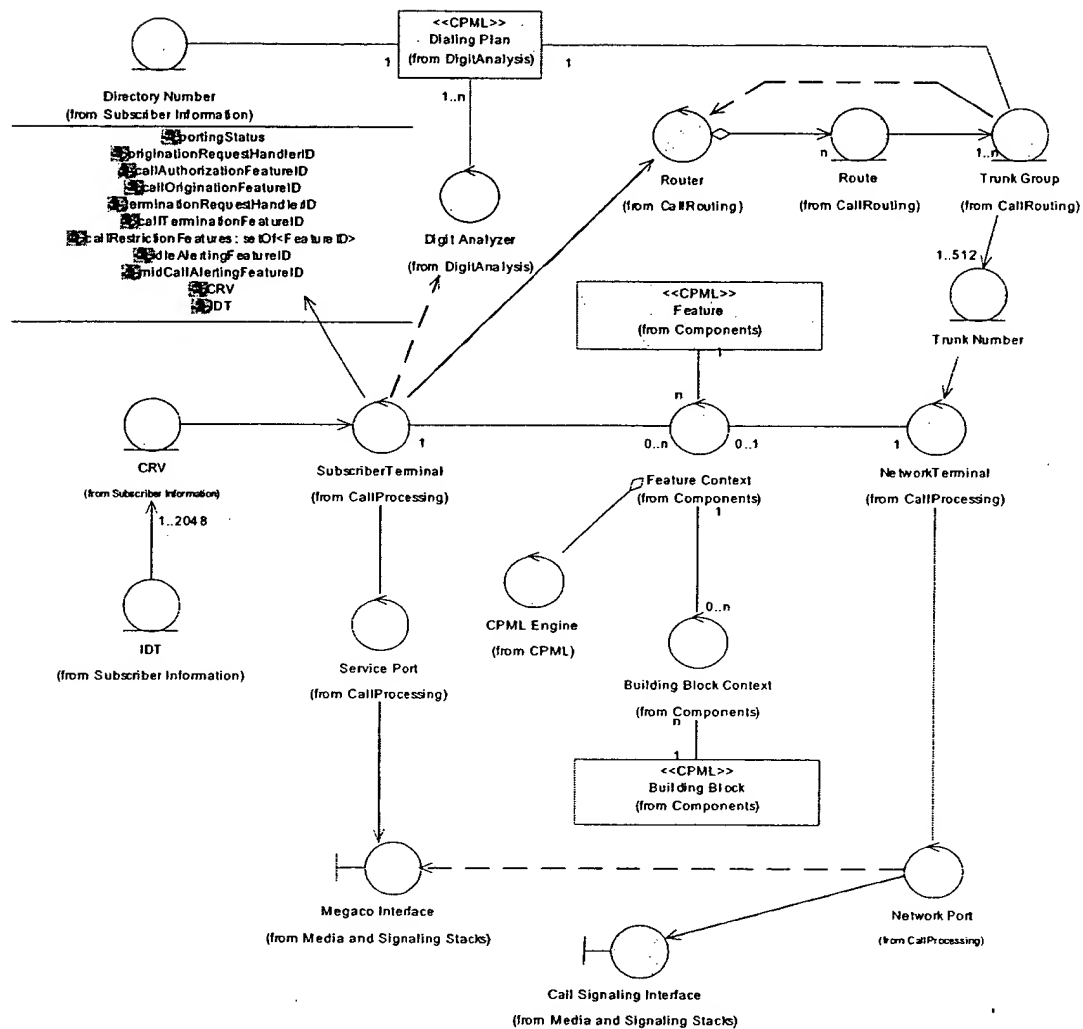 <<CPML>>
Dialing Plan
(from DigitAnalysis)
1
1
1..n
Directory Number
(from Subscriber Information)
portingStatus
originationRequestHandlerID
callAuthorizationFeatureID
callOriginationFeatureID
terminationRequestHandlerID
callTerminationFeatureID
callRestrictionFeatures : setOf<FeatureID>
idleAlertingFeatureID
midCallAlertingFeatureID
CRV
IDT
Digit Analyzer
(from DigitAnalysis)
Router
(from CallRouting)
n
Route
(from CallRouting)
1..n
Trunk Group
(from CallRouting)
1..512
Trunk Number
<<CPML>>
Feature
(from Components)
1
n
CRV
(from Subscriber Information)
1
SubscriberTerminal
(from CallProcessing)
0..n
0..1
Feature Context
(from Components)
1
1
NetworkTerminal
(from CallProcessing)
1..2048
IDT
(from Subscriber Information)
Service Port
(from CallProcessing)
CPML Engine
(from CPML)
0..n
Building Block Context
(from Components)
n
1
<<CPML>>
Building Block
(from Components)
Megaco Interface
(from Media and Signaling Stacks)
Network Port
(from CallProcessing)
Call Signaling Interface
(from Media and Signaling Stacks)